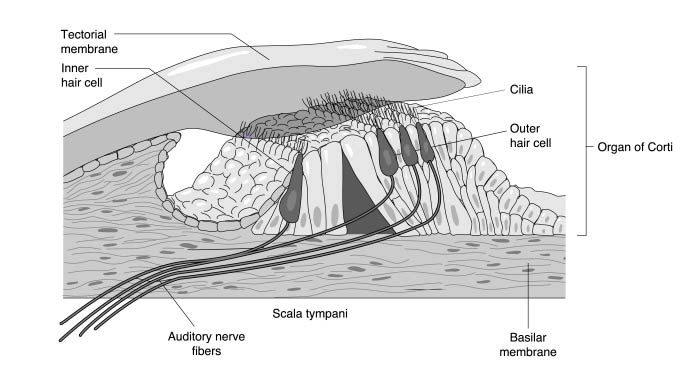 Tectorial
membrane
Inner
hair cell
Cilia
Outer
hair cell
Organ of Corti
Scala tympani
Auditory nerve
fibers
Basilar
membrane